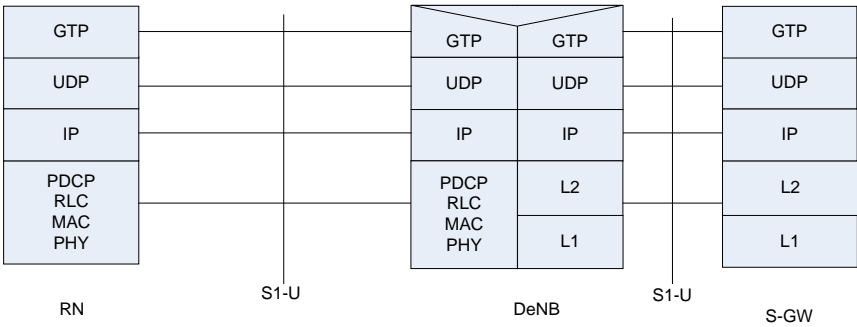 GTP
UDP
IP
PDCP
RLC
MAC
PHY
RN
S1-U
GTP
GTP
UDP
UDP
IP
IP
PDCP
RLC
MAC
PHY
L2
L1
DeNB
S1-U
GTP
UDP
IP
L2
L1
S-GW